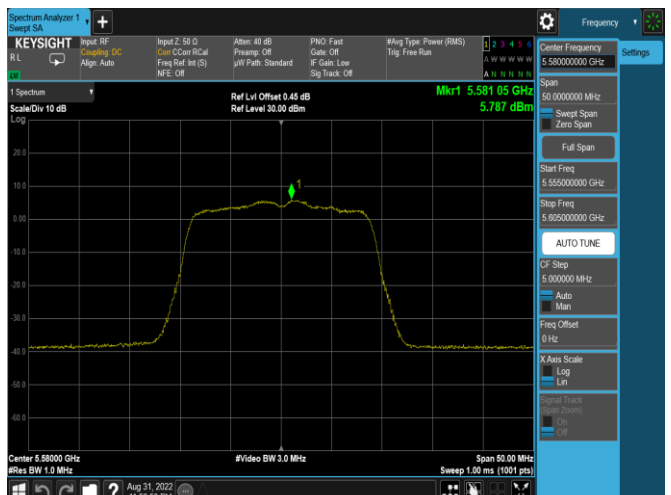 Spectrum Analyzer 1
Swept SA
+
Frequency
KEYSIGHT
R L
Input: RF
Coupling: DC
Align: Auto
Input Z: 50 Ω
Corr CCorr RCal
Freq Ref: Int (S)
NFE: Off
Atten: 40 dB
Preamp: Off
µW Path: Standard
PNO: Fast
Gate: Off
IF Gain: Low
Sig Track: Off
#Avg Type: Power (RMS)
Trig: Free Run
1 2 3 4 5 6
A W W W W W
A N N N N N
1 Spectrum
Scale/Div 10 dB
Log
Ref Lvl Offset 0.45 dB
Ref Level 30.00 dBm
Mkr1 5.581 05 GHz
5.787 dBm
1
20.0
10.0
0.00
-10.0
-20.0
-30.0
-40.0
-50.0
-60.0
Center 5.58000 GHz
#Res BW 1.0 MHz
#Video BW 3.0 MHz
Span 50.00 MHz
Sweep 1.00 ms (1001 pts)
?
Aug 31, 2022
Center Frequency
5.580000000 GHz
Settings
Span
50.0000000 MHz
Swept Span
Zero Span
Full Span
Start Freq
5.555000000 GHz
Stop Freq
5.605000000 GHz
AUTO TUNE
CF Step
5.000000 MHz
Auto
Man
Freq Offset
0 Hz
X Axis Scale
Log
Lin
Signal Track
(Span Zoom)
On
Off